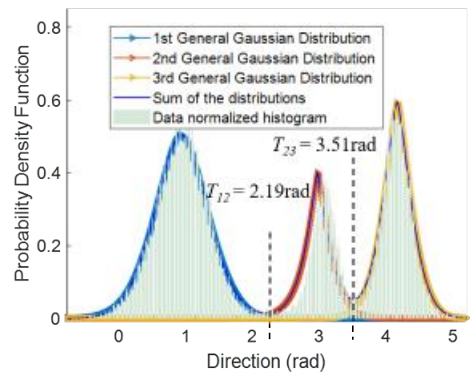 0.8
0.6
0.4
0.2
0
Probability Density Function
1st General Gaussian Distribution
2nd General Gaussian Distribution
3rd General Gaussian Distribution
Sum of the distributions
Data normalized histogram
T23 = 3.51rad
T12 = 2.19rad
0 1 2 3 4 5
Direction (rad)